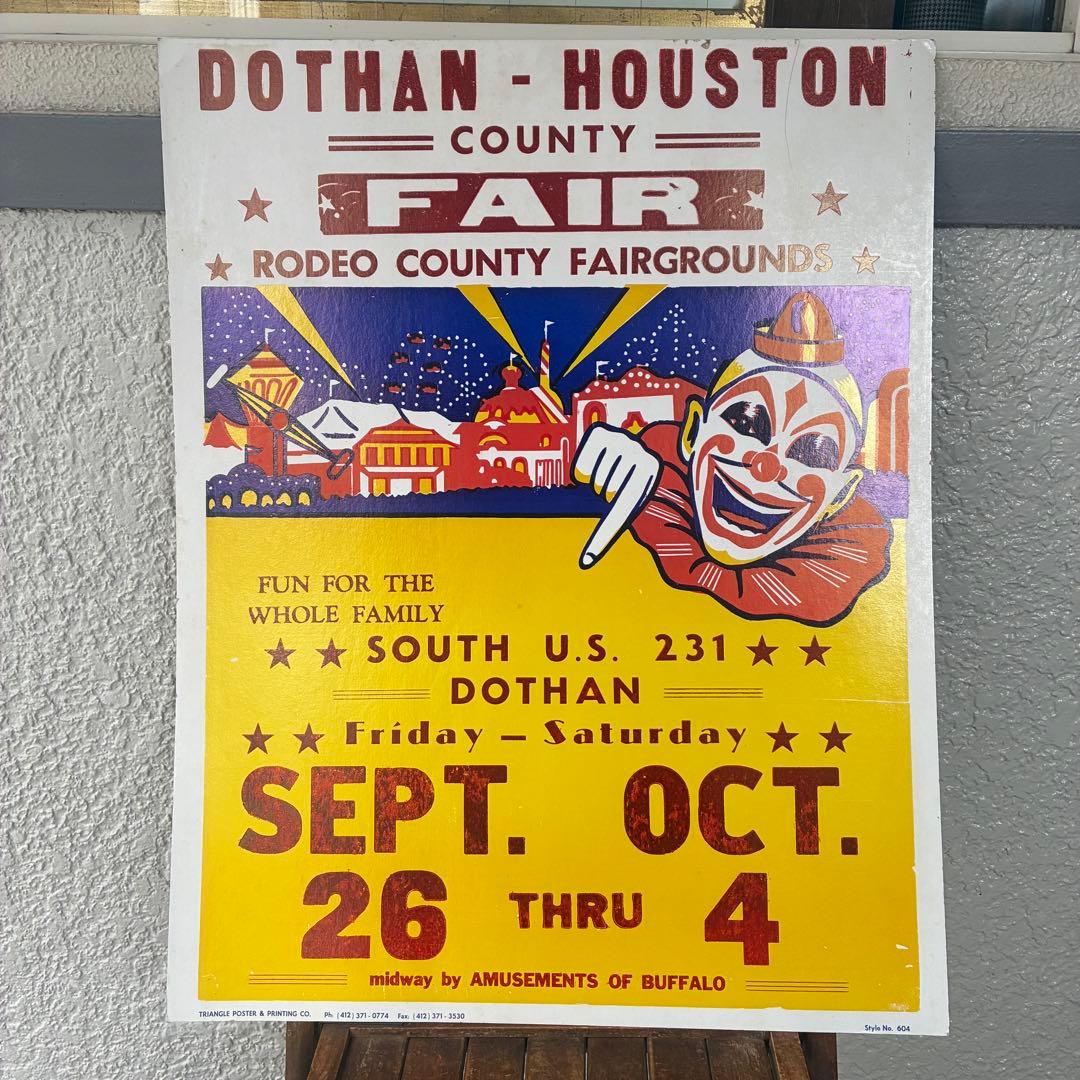 DOTHAN - HOUSTON
COUNTY
FAIR
RODEO COUNTY FAIRGROUNDS
FUN FOR THE
WHOLE FAMILY
SOUTH U.S. 231
DOTHAN
Friday – Saturday
SEPT. OCT.
26 THRU 4
midway by AMUSEMENTS OF BUFFALO
TRIANGLE POSTER & PRINTING CO. Ph: (412) 371-0774 Fax: (412) 371-3530
Style No. 604